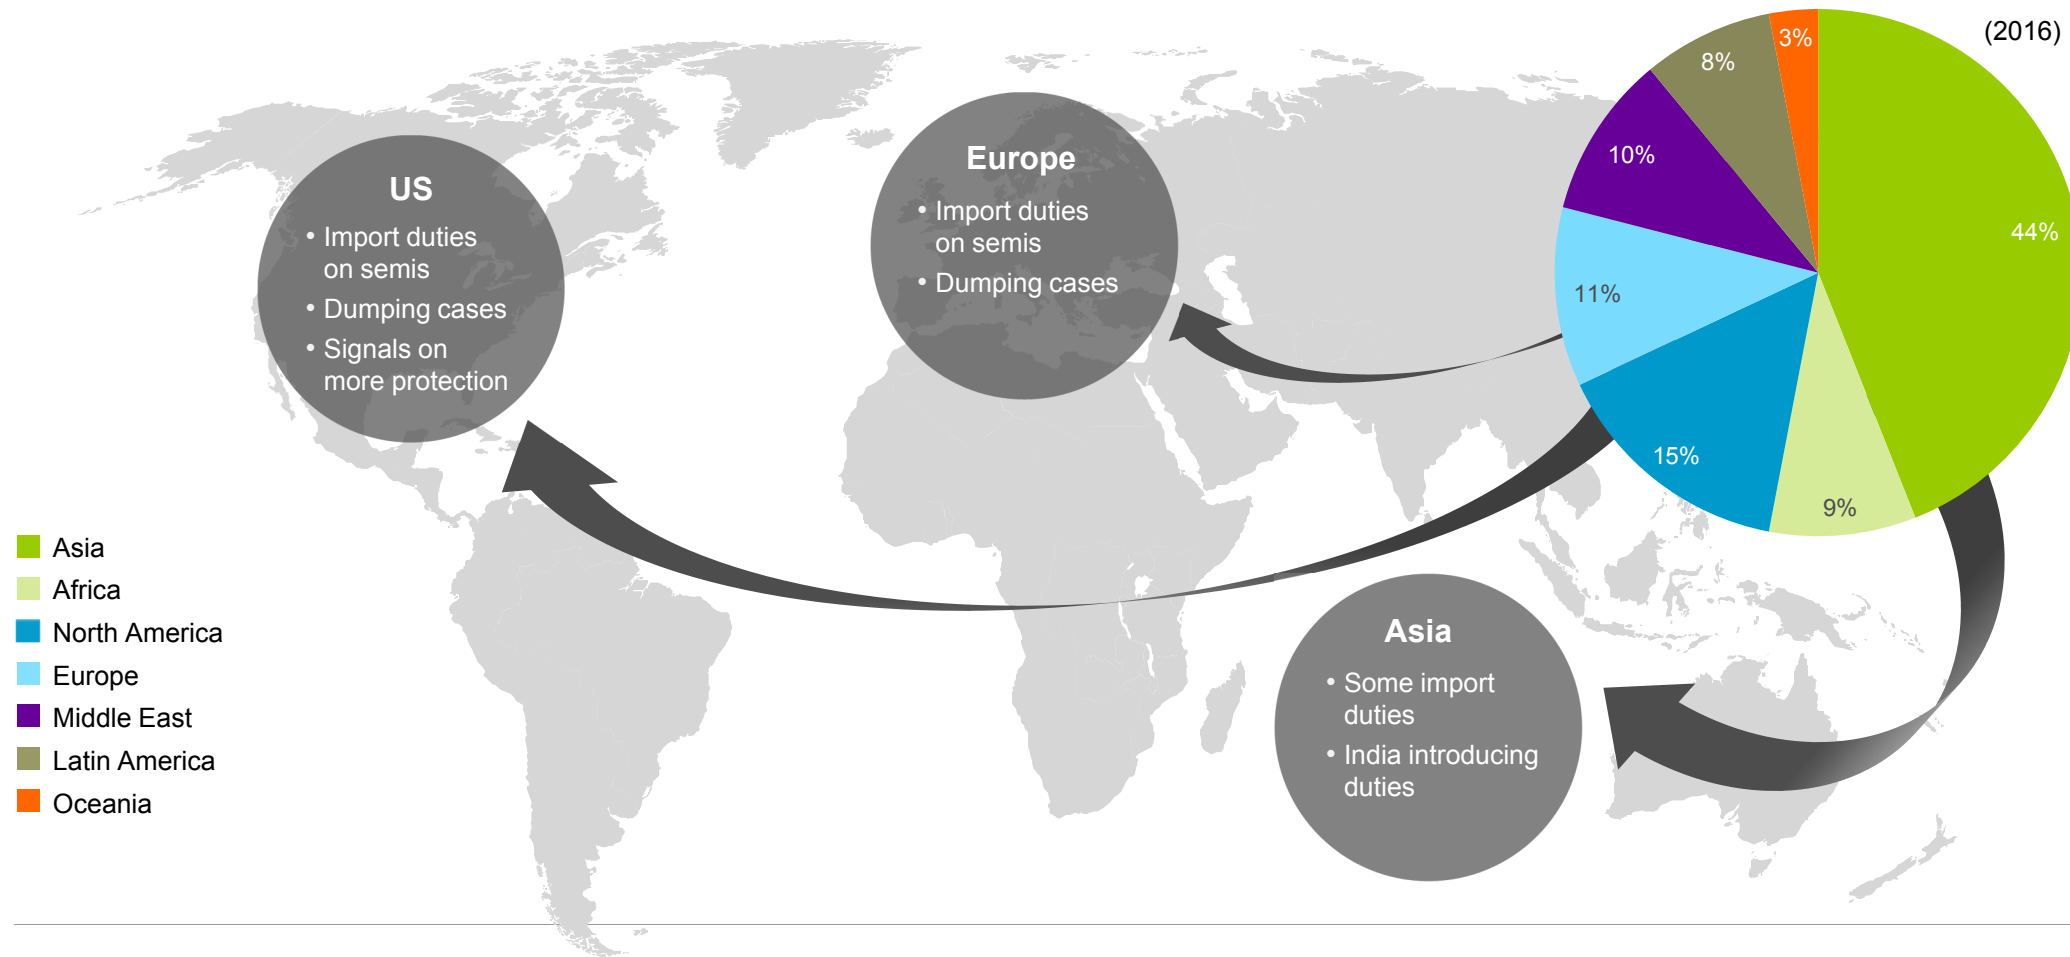 (2016)
3%
8%
10%
44%
11%
15%
9%
US
• Import duties
on semis
• Dumping cases
• Signals on
more protection
Europe
• Import duties
on semis
• Dumping cases
Asia
• Some import
duties
• India introducing
duties
Asia
Africa
North America
Europe
Middle East
Latin America
Oceania